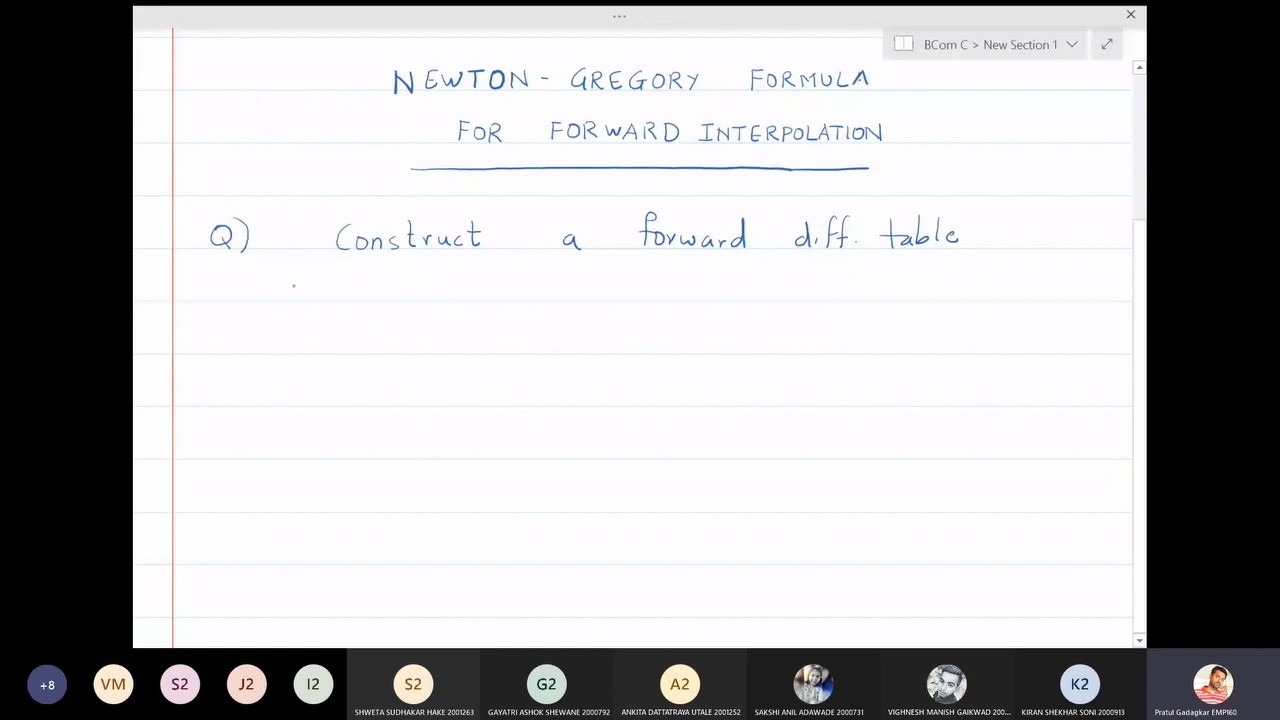 BCom C > New Section 1
NEWTON - GREGORY FORMULA
FOR FORWARD INTERPOLATION
Q) Construct a forward diff. table
+8
VM
S2
J2
I2
S2
G2
A2
K2
SHWETA SUDHAKAR HAKE 2001263
GAYATRI ASHOK SHEWANE 2000792
ANKITA DATTATRAYA UTALE 2001252
SAKSHI ANIL ADAWADE 2000731
VIGHNESH MANISH GAIKWAD 200...
KIRAN SHEKHAR SONI 2000913
Pratul Gadagkar EMP160